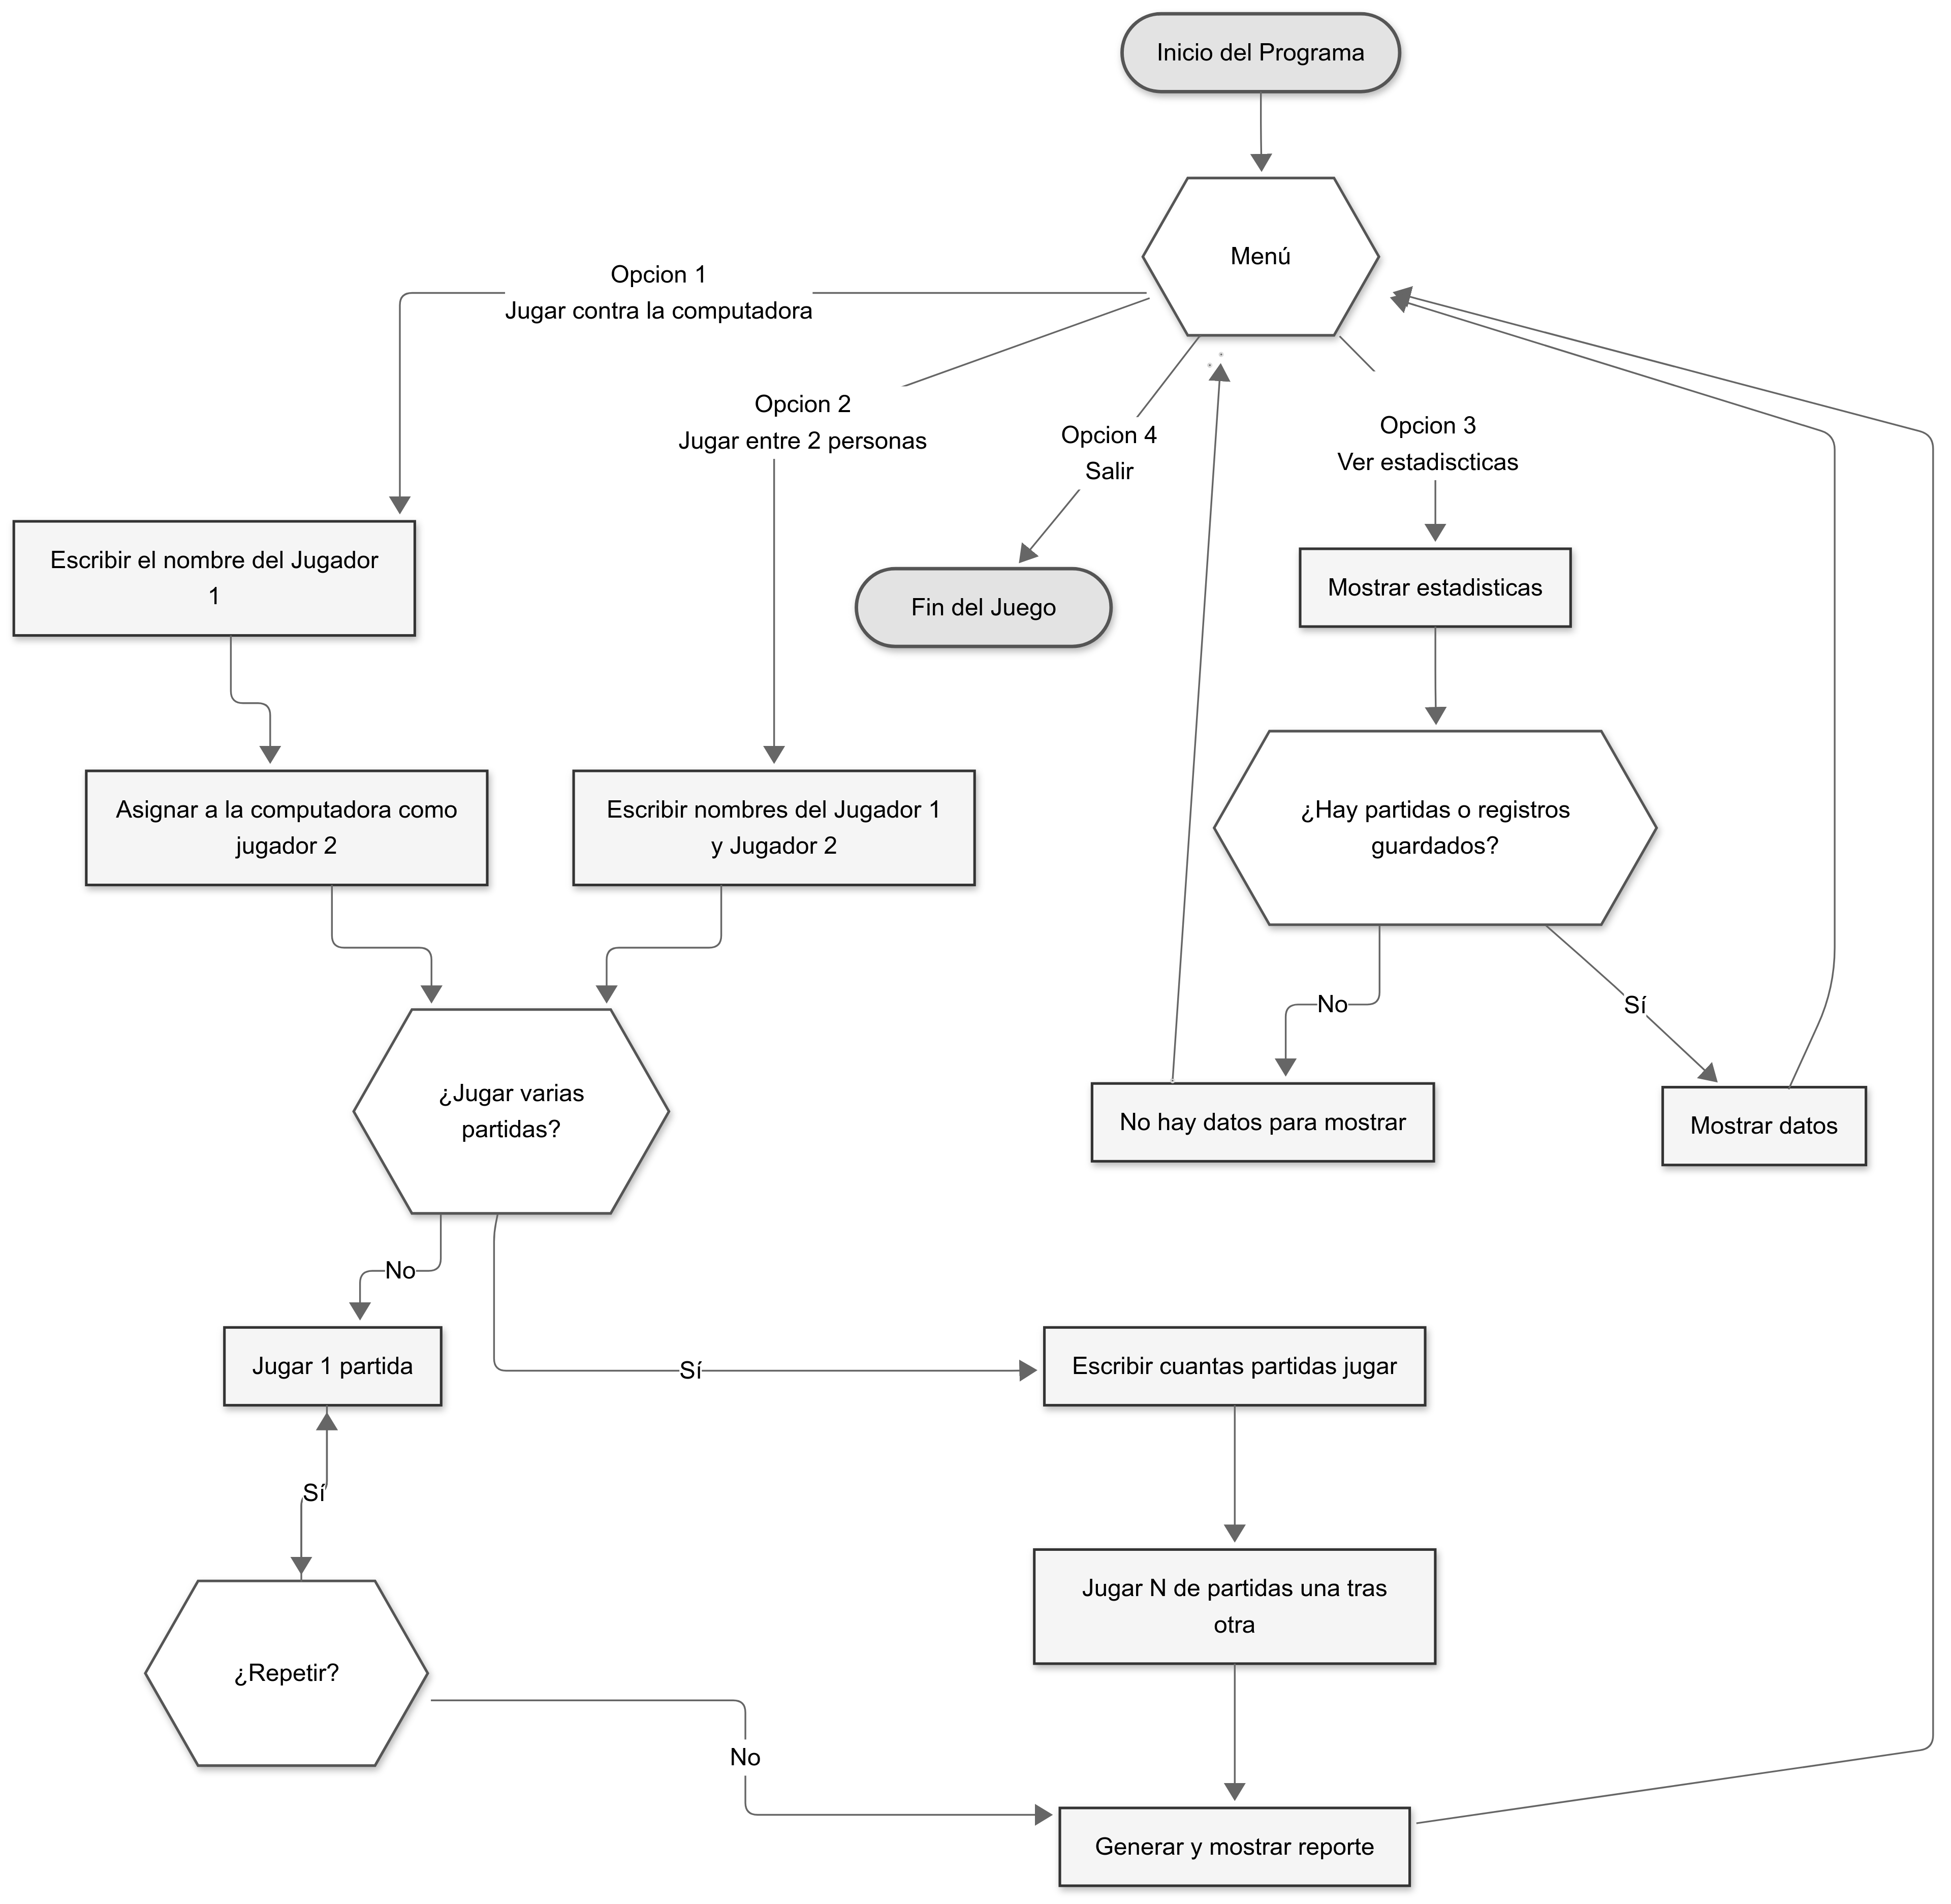 Inicio del Programa
Menú
Opcion 1
Jugar contra la computadora
Opcion 2
Jugar entre 2 personas
Opcion 4
Salir
Opcion 3
Ver estadiscticas
Escribir el nombre del Jugador
1
Fin del Juego
Mostrar estadisticas
Asignar a la computadora como
jugador 2
Escribir nombres del Jugador 1
y Jugador 2
¿Hay partidas o registros
guardados?
No
Sí
¿Jugar varias
partidas?
No hay datos para mostrar
Mostrar datos
No
Jugar 1 partida
Sí
Escribir cuantas partidas jugar
Sí
Jugar N de partidas una tras
otra
¿Repetir?
No
Generar y mostrar reporte